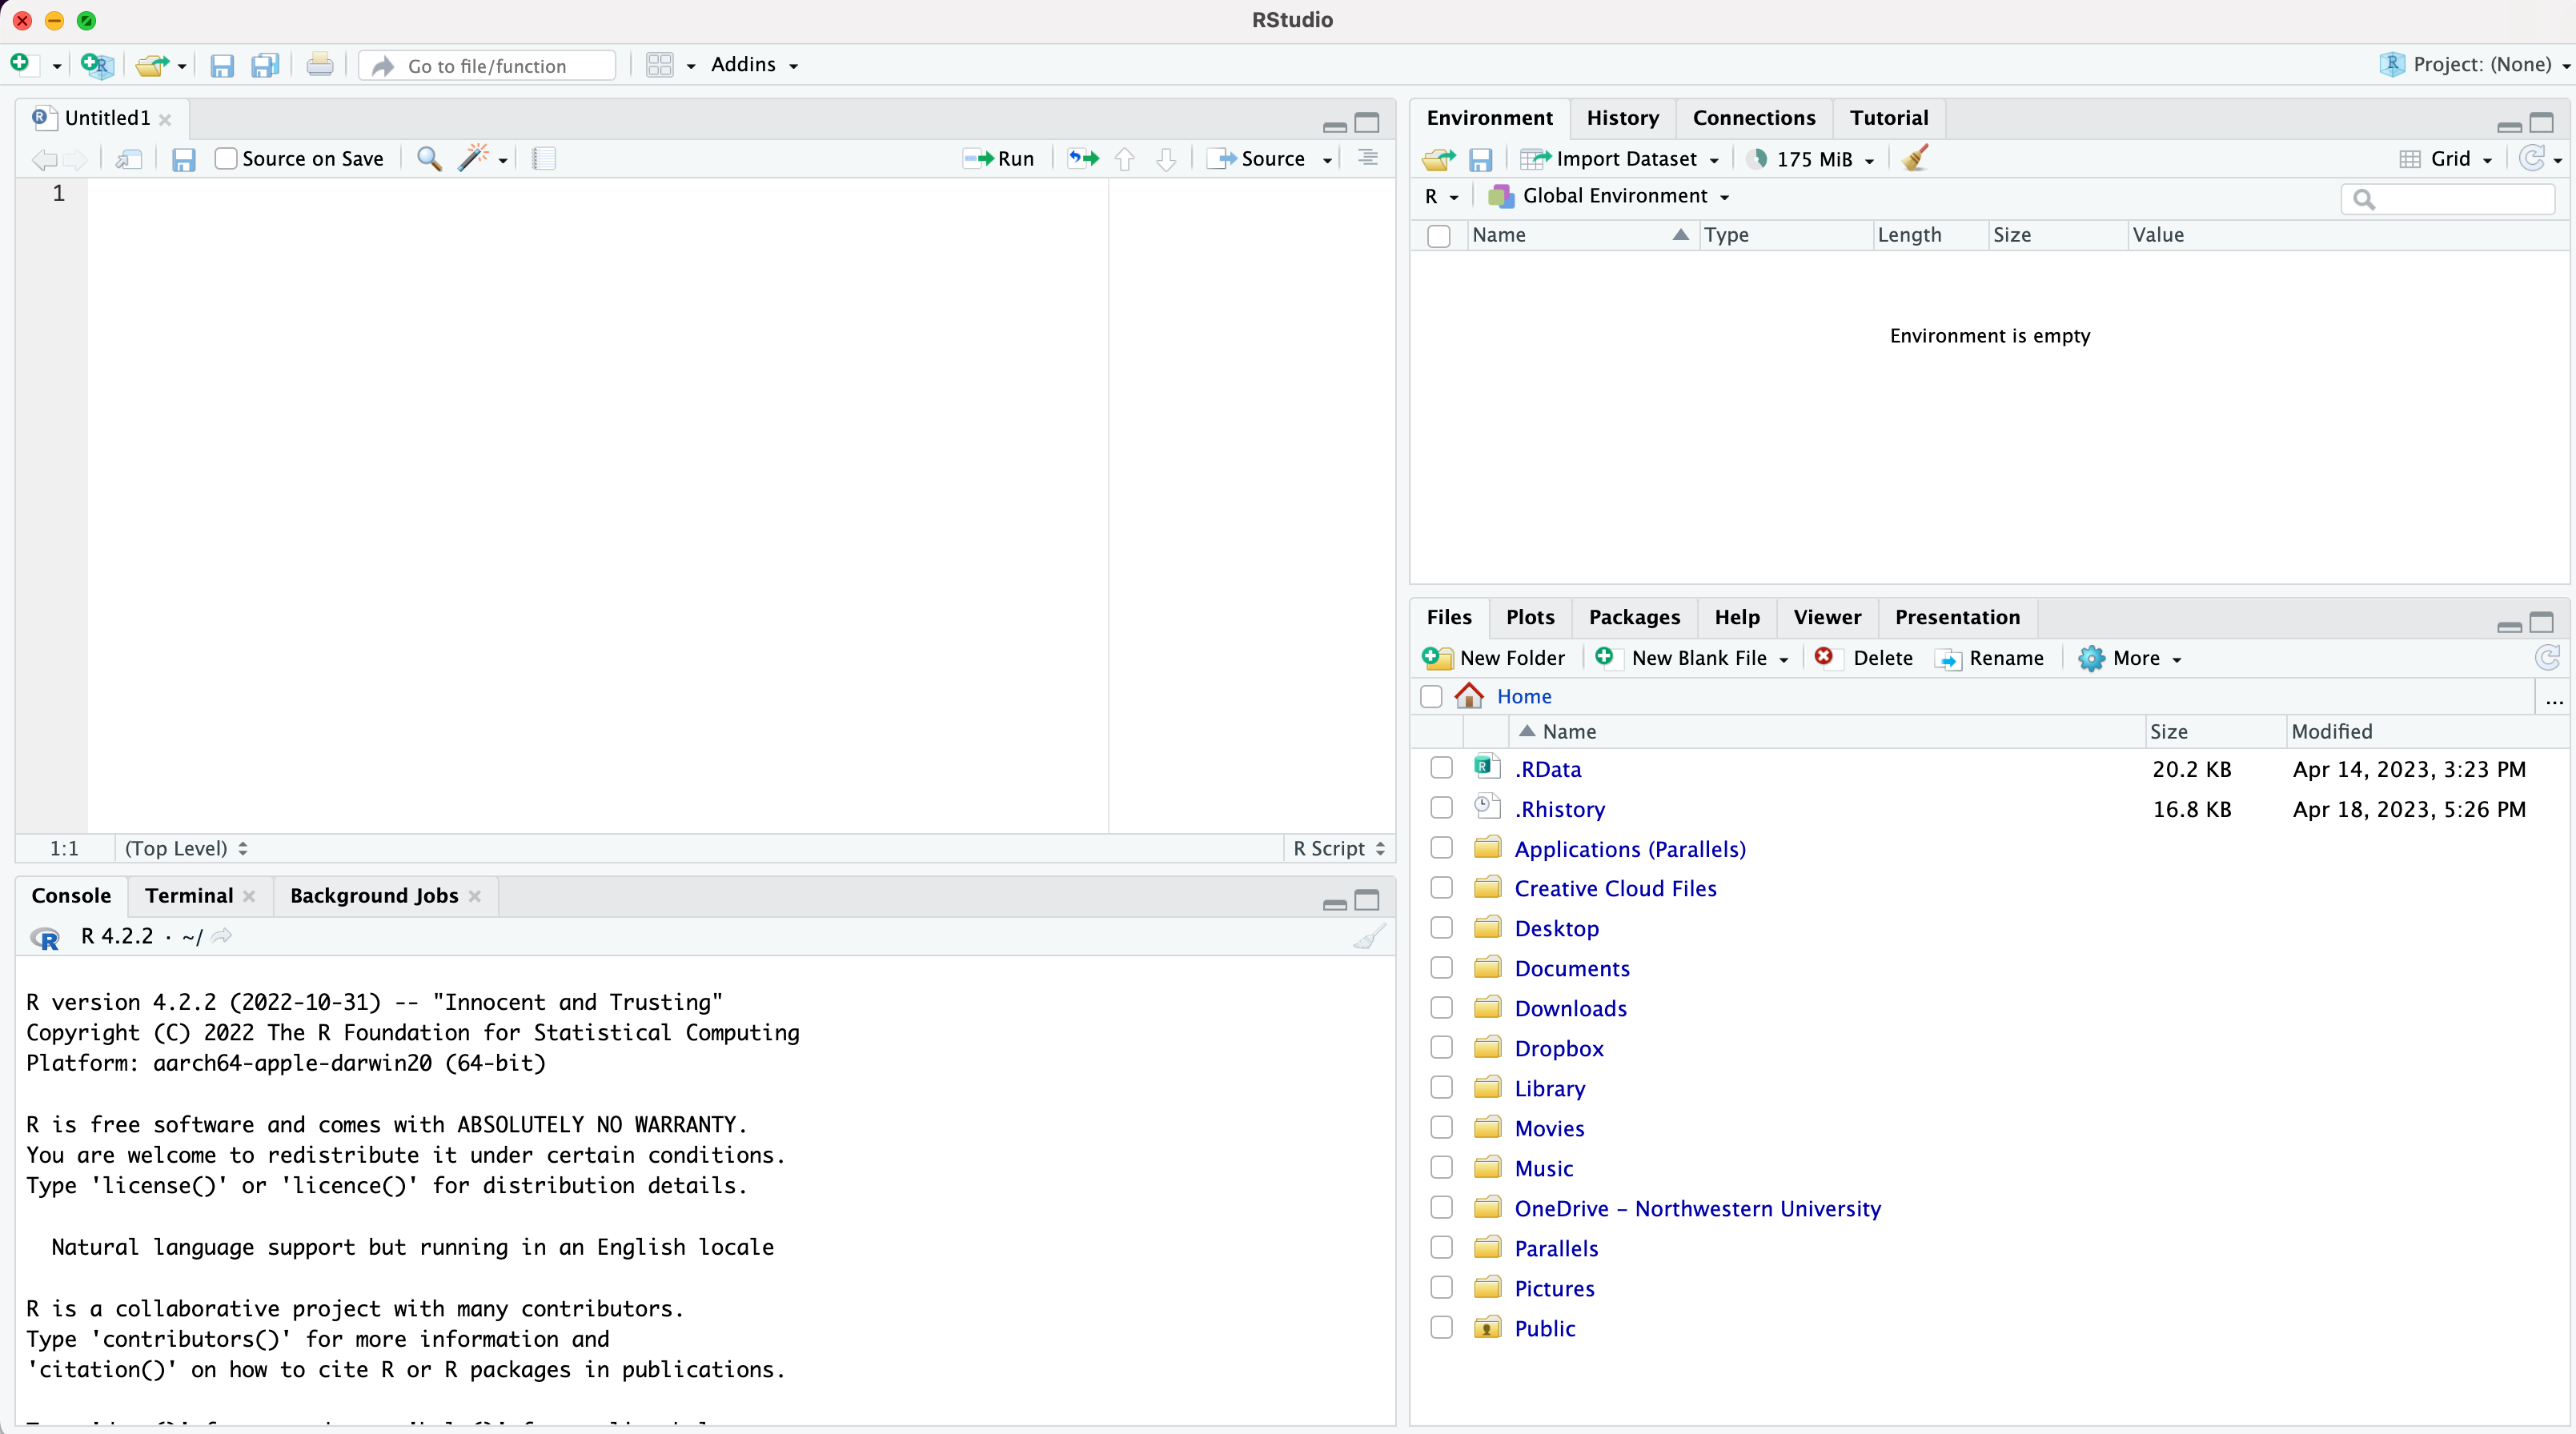 RStudio
Go to file/function
Addins
Project: (None)
Untitled1
Source on Save
Run
Source
1
1:1 (Top Level)
R Script
Console Terminal Background Jobs
R 4.2.2 · ~/
R version 4.2.2 (2022-10-31) -- "Innocent and Trusting"
Copyright (C) 2022 The R Foundation for Statistical Computing
Platform: aarch64-apple-darwin20 (64-bit)
R is free software and comes with ABSOLUTELY NO WARRANTY.
You are welcome to redistribute it under certain conditions.
Type 'license()' or 'licence()' for distribution details.
Natural language support but running in an English locale
R is a collaborative project with many contributors.
Type 'contributors()' for more information and
'citation()' on how to cite R or R packages in publications.
Environment History Connections Tutorial
Import Dataset 175 MiB Grid
R Global Environment
Name Type Length Size Value
Environment is empty
Files Plots Packages Help Viewer Presentation
New Folder New Blank File Delete Rename More
Home ...
Name Size Modified
.RData 20.2 KB Apr 14, 2023, 3:23 PM
.Rhistory 16.8 KB Apr 18, 2023, 5:26 PM
Applications (Parallels)
Creative Cloud Files
Desktop
Documents
Downloads
Dropbox
Library
Movies
Music
OneDrive – Northwestern University
Parallels
Pictures
Public